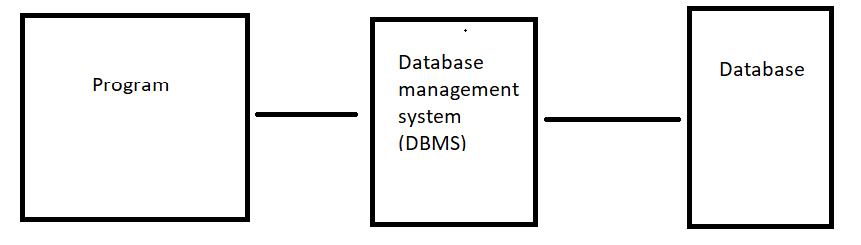 Program
Database
management
system
(DBMS)
Database